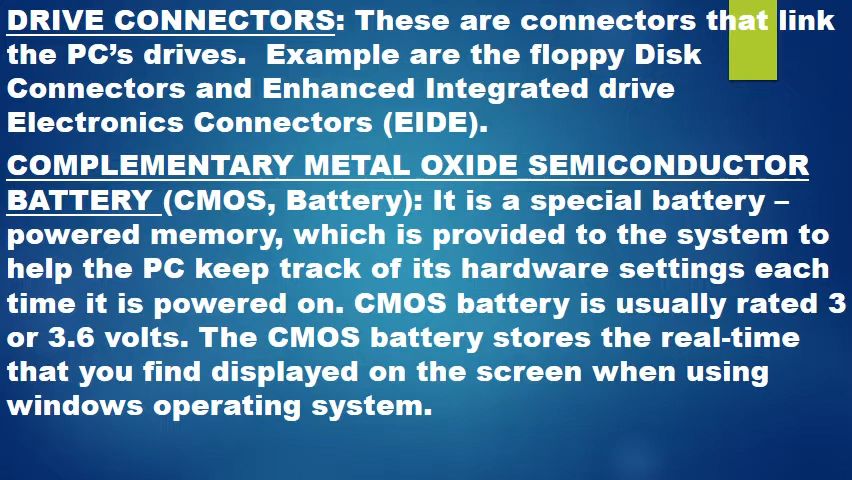 DRIVE CONNECTORS: These are connectors that link
the PC’s drives.  Example are the floppy Disk
Connectors and Enhanced Integrated drive
Electronics Connectors (EIDE).
COMPLEMENTARY METAL OXIDE SEMICONDUCTOR
BATTERY (CMOS, Battery): It is a special battery –
powered memory, which is provided to the system to
help the PC keep track of its hardware settings each
time it is powered on. CMOS battery is usually rated 3
or 3.6 volts. The CMOS battery stores the real-time
that you find displayed on the screen when using
windows operating system.